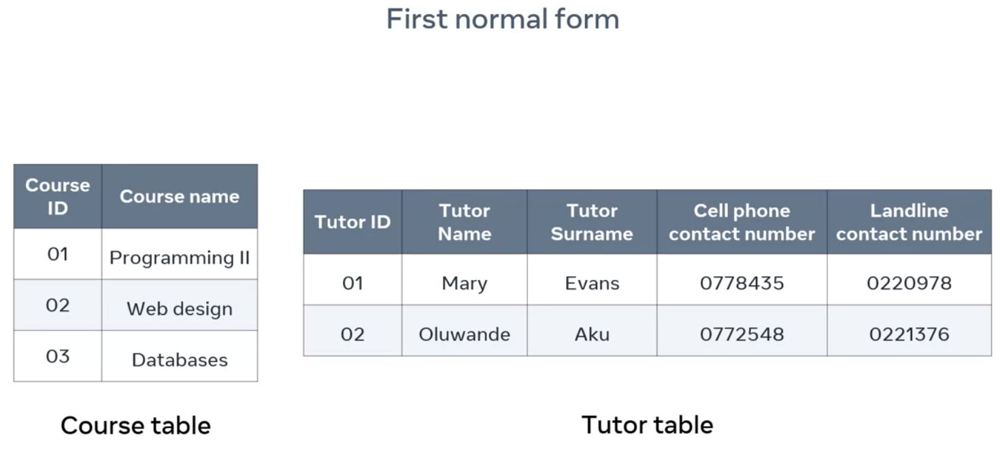 First normal form
Course
ID
Course name
01
Programming II
02
Web design
03
Databases
Course table
Tutor ID
Tutor
Name
Tutor
Surname
Cell phone
contact number
Landline
contact number
01
Mary
Evans
0778435
0220978
02
Oluwande
Aku
0772548
0221376
Tutor table